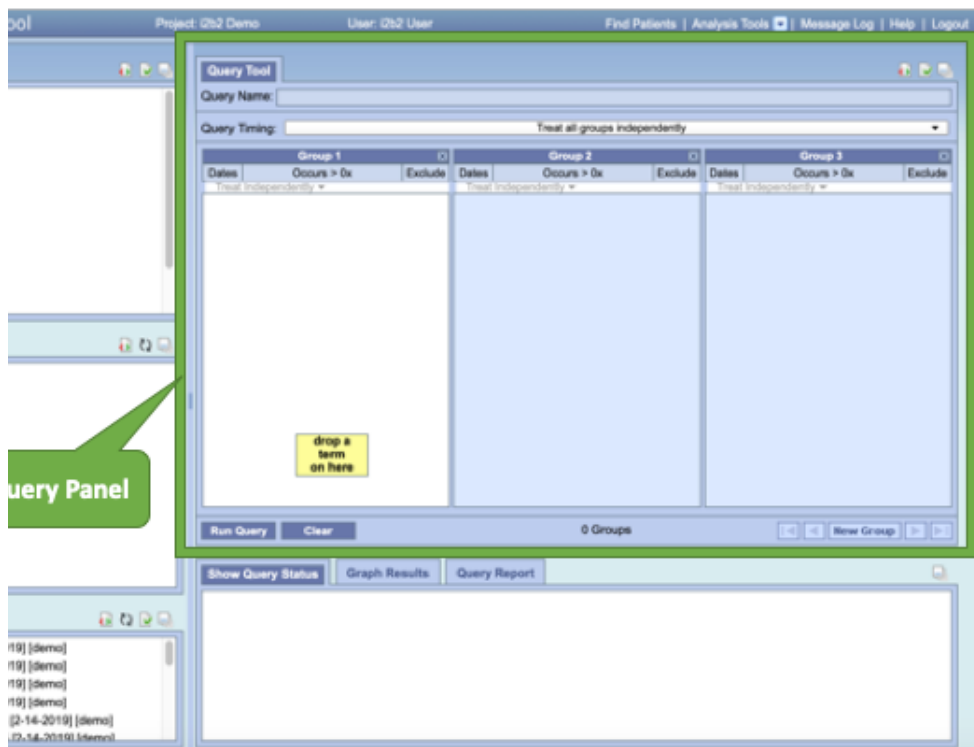 Project: i2b2 Demo User: i2b2 User Find Patients | Analysis Tools | Message Log | Help | Logout
Query Tool
Query Name:
Query Timing: Treat all groups independently
Group 1 Group 2 Group 3
Dates Occurs > 0x Exclude Dates Occurs > 0x Exclude Dates Occurs > 0x Exclude
Treat Independently Treat Independently Treat Independently
drop a
term
on here
uery Panel
Run Query Clear 0 Groups New Group
Show Query Status Graph Results Query Report
19] [demo]
19] [demo]
19] [demo]
19] [demo]
[2-14-2019] [demo]
[2-14-2019] [demo]